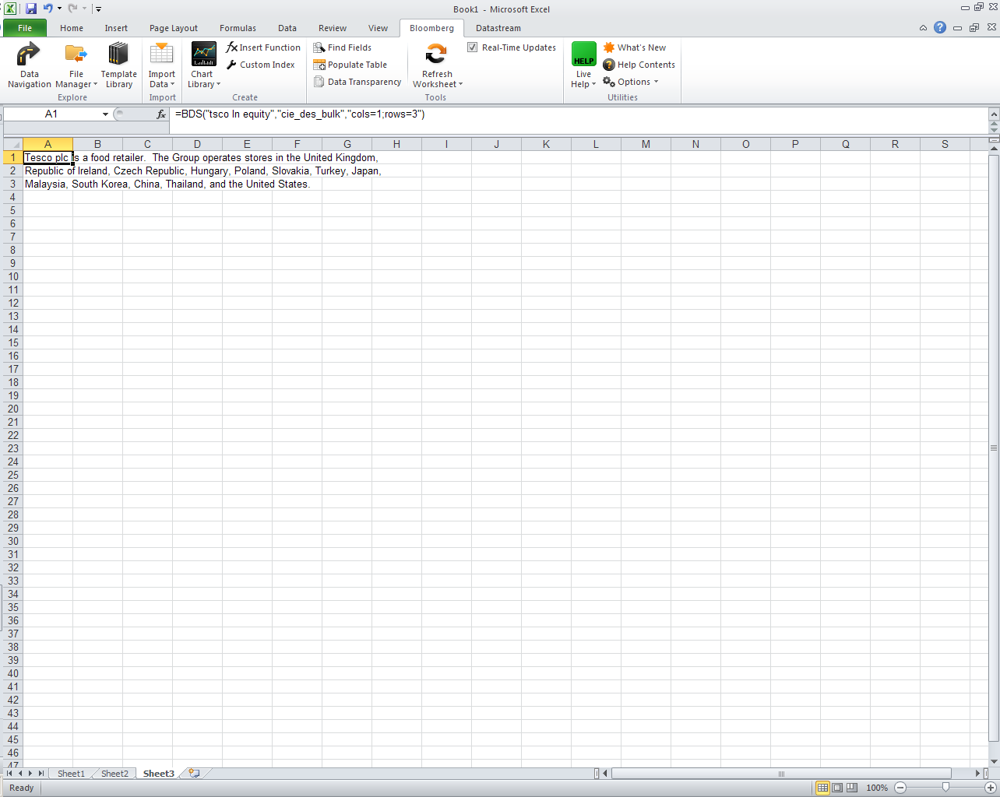 Book1 - Microsoft Excel
File Home Insert Page Layout Formulas Data Review View Bloomberg Datastream
Data Navigation
File Manager
Template Library
Explore
Import Data
Import
Chart Library
Insert Function
Custom Index
Create
Find Fields
Populate Table
Data Transparency
Refresh Worksheet
Real-Time Updates
Tools
HELP
Live Help
What's New
Help Contents
Options
Utilities
A1 fx =BDS("tsco ln equity","cie_des_bulk","cols=1;rows=3")
A B C D E F G H I J K L M N O P Q R S
1 Tesco plc is a food retailer.  The Group operates stores in the United Kingdom,
2 Republic of Ireland, Czech Republic, Hungary, Poland, Slovakia, Turkey, Japan,
3 Malaysia, South Korea, China, Thailand, and the United States.
4
5
6
7
8
9
10
11
12
13
14
15
16
17
18
19
20
21
22
23
24
25
26
27
28
29
30
31
32
33
34
35
36
37
38
39
40
41
42
43
44
45
46
47
Sheet1 Sheet2 Sheet3
Ready 100%